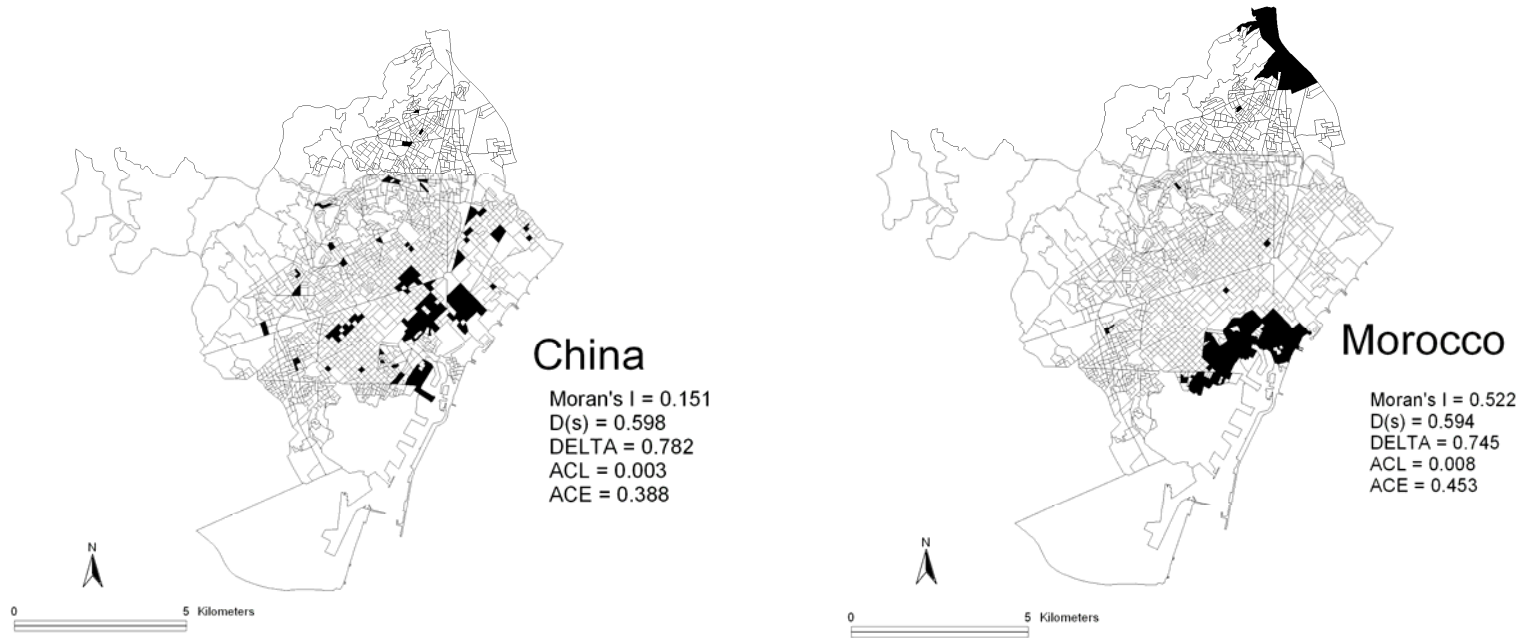 China
Moran's I = 0.151
D(s) = 0.598
DELTA = 0.782
ACL = 0.003
ACE = 0.388
N
0 5 Kilometers
Morocco
Moran's I = 0.522
D(s) = 0.594
DELTA = 0.745
ACL = 0.008
ACE = 0.453
N
0 5 Kilometers